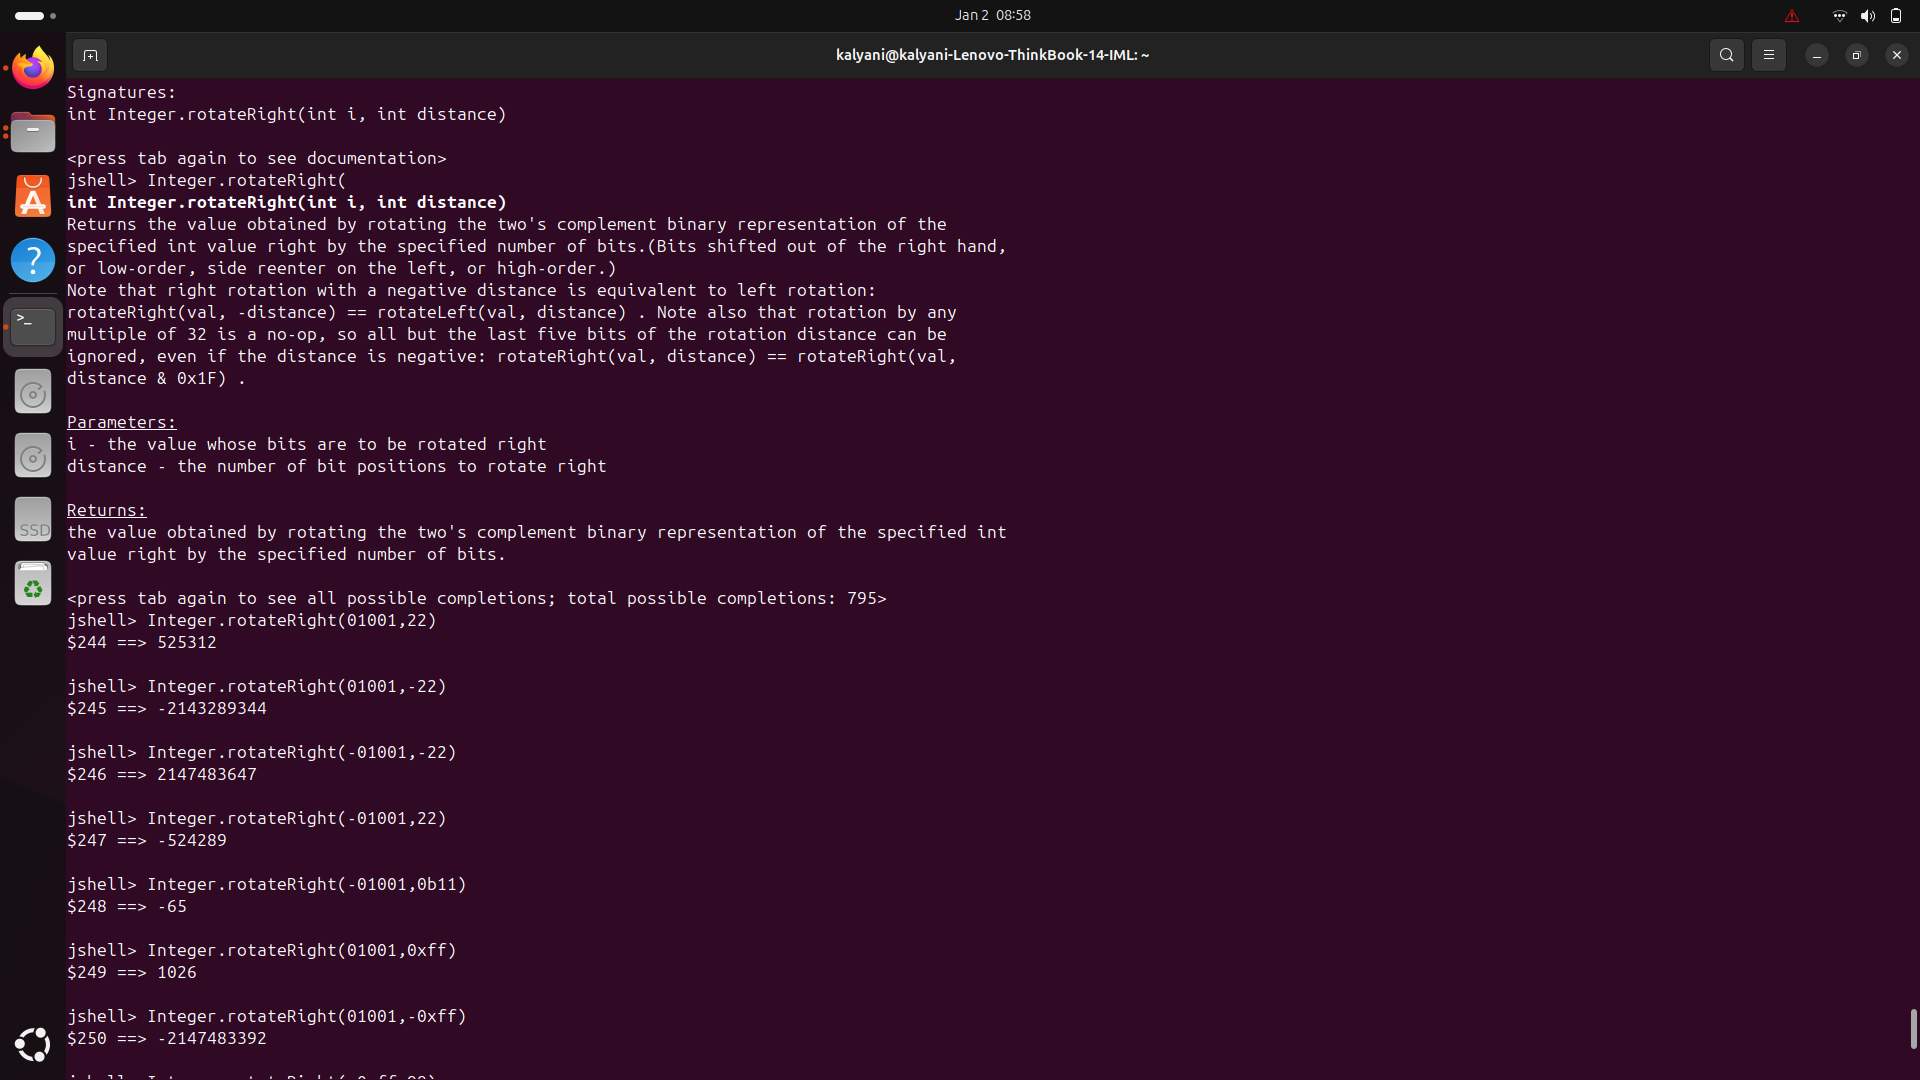 Jan 2 08:58
kalyani@kalyani-Lenovo-ThinkBook-14-IML: ~
Signatures:
int Integer.rotateRight(int i, int distance)
<press tab again to see documentation>
jshell> Integer.rotateRight(
int Integer.rotateRight(int i, int distance)
Returns the value obtained by rotating the two's complement binary representation of the
specified int value right by the specified number of bits.(Bits shifted out of the right hand,
or low-order, side reenter on the left, or high-order.)
Note that right rotation with a negative distance is equivalent to left rotation:
rotateRight(val, -distance) == rotateLeft(val, distance) . Note also that rotation by any
multiple of 32 is a no-op, so all but the last five bits of the rotation distance can be
ignored, even if the distance is negative: rotateRight(val, distance) == rotateRight(val,
distance & 0x1F) .
Parameters:
i - the value whose bits are to be rotated right
distance - the number of bit positions to rotate right
Returns:
the value obtained by rotating the two's complement binary representation of the specified int
value right by the specified number of bits.
<press tab again to see all possible completions; total possible completions: 795>
jshell> Integer.rotateRight(01001,22)
$244 ==> 525312
jshell> Integer.rotateRight(01001,-22)
$245 ==> -2143289344
jshell> Integer.rotateRight(-01001,-22)
$246 ==> 2147483647
jshell> Integer.rotateRight(-01001,22)
$247 ==> -524289
jshell> Integer.rotateRight(-01001,0b11)
$248 ==> -65
jshell> Integer.rotateRight(01001,0xff)
$249 ==> 1026
jshell> Integer.rotateRight(01001,-0xff)
$250 ==> -2147483392
SSD